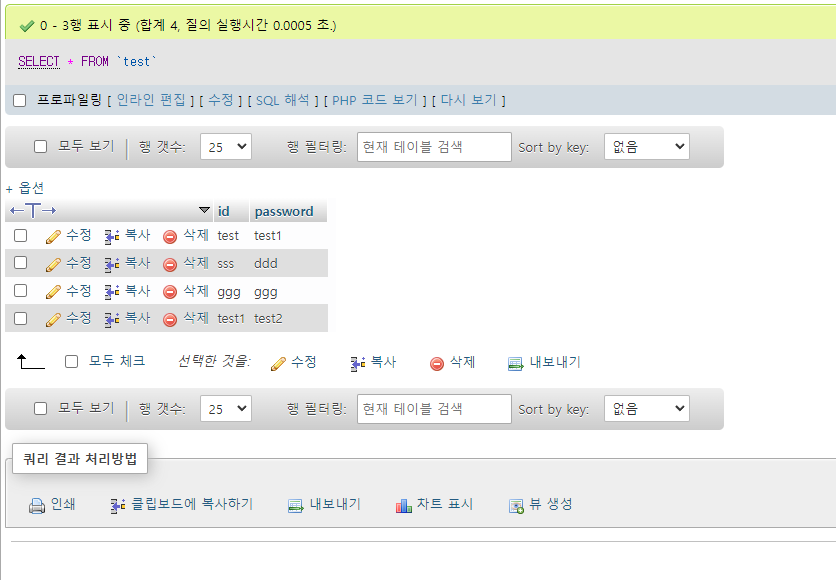 0 - 3행 표시 중 (합계 4, 질의 실행시간 0.0005 초.)
SELECT * FROM `test`
프로파일링 [ 인라인 편집 ] [ 수정 ] [ SQL 해석 ] [ PHP 코드 보기 ] [ 다시 보기 ]
모두 보기 | 행 갯수: 25 행 필터링: 현재 테이블 검색 Sort by key: 없음
+ 옵션
←T→ id password
수정 복사 삭제 test test1
수정 복사 삭제 sss ddd
수정 복사 삭제 ggg ggg
수정 복사 삭제 test1 test2
모두 체크 선택한 것을: 수정 복사 삭제 내보내기
모두 보기 | 행 갯수: 25 행 필터링: 현재 테이블 검색 Sort by key: 없음
쿼리 결과 처리방법
인쇄 클립보드에 복사하기 내보내기 차트 표시 뷰 생성